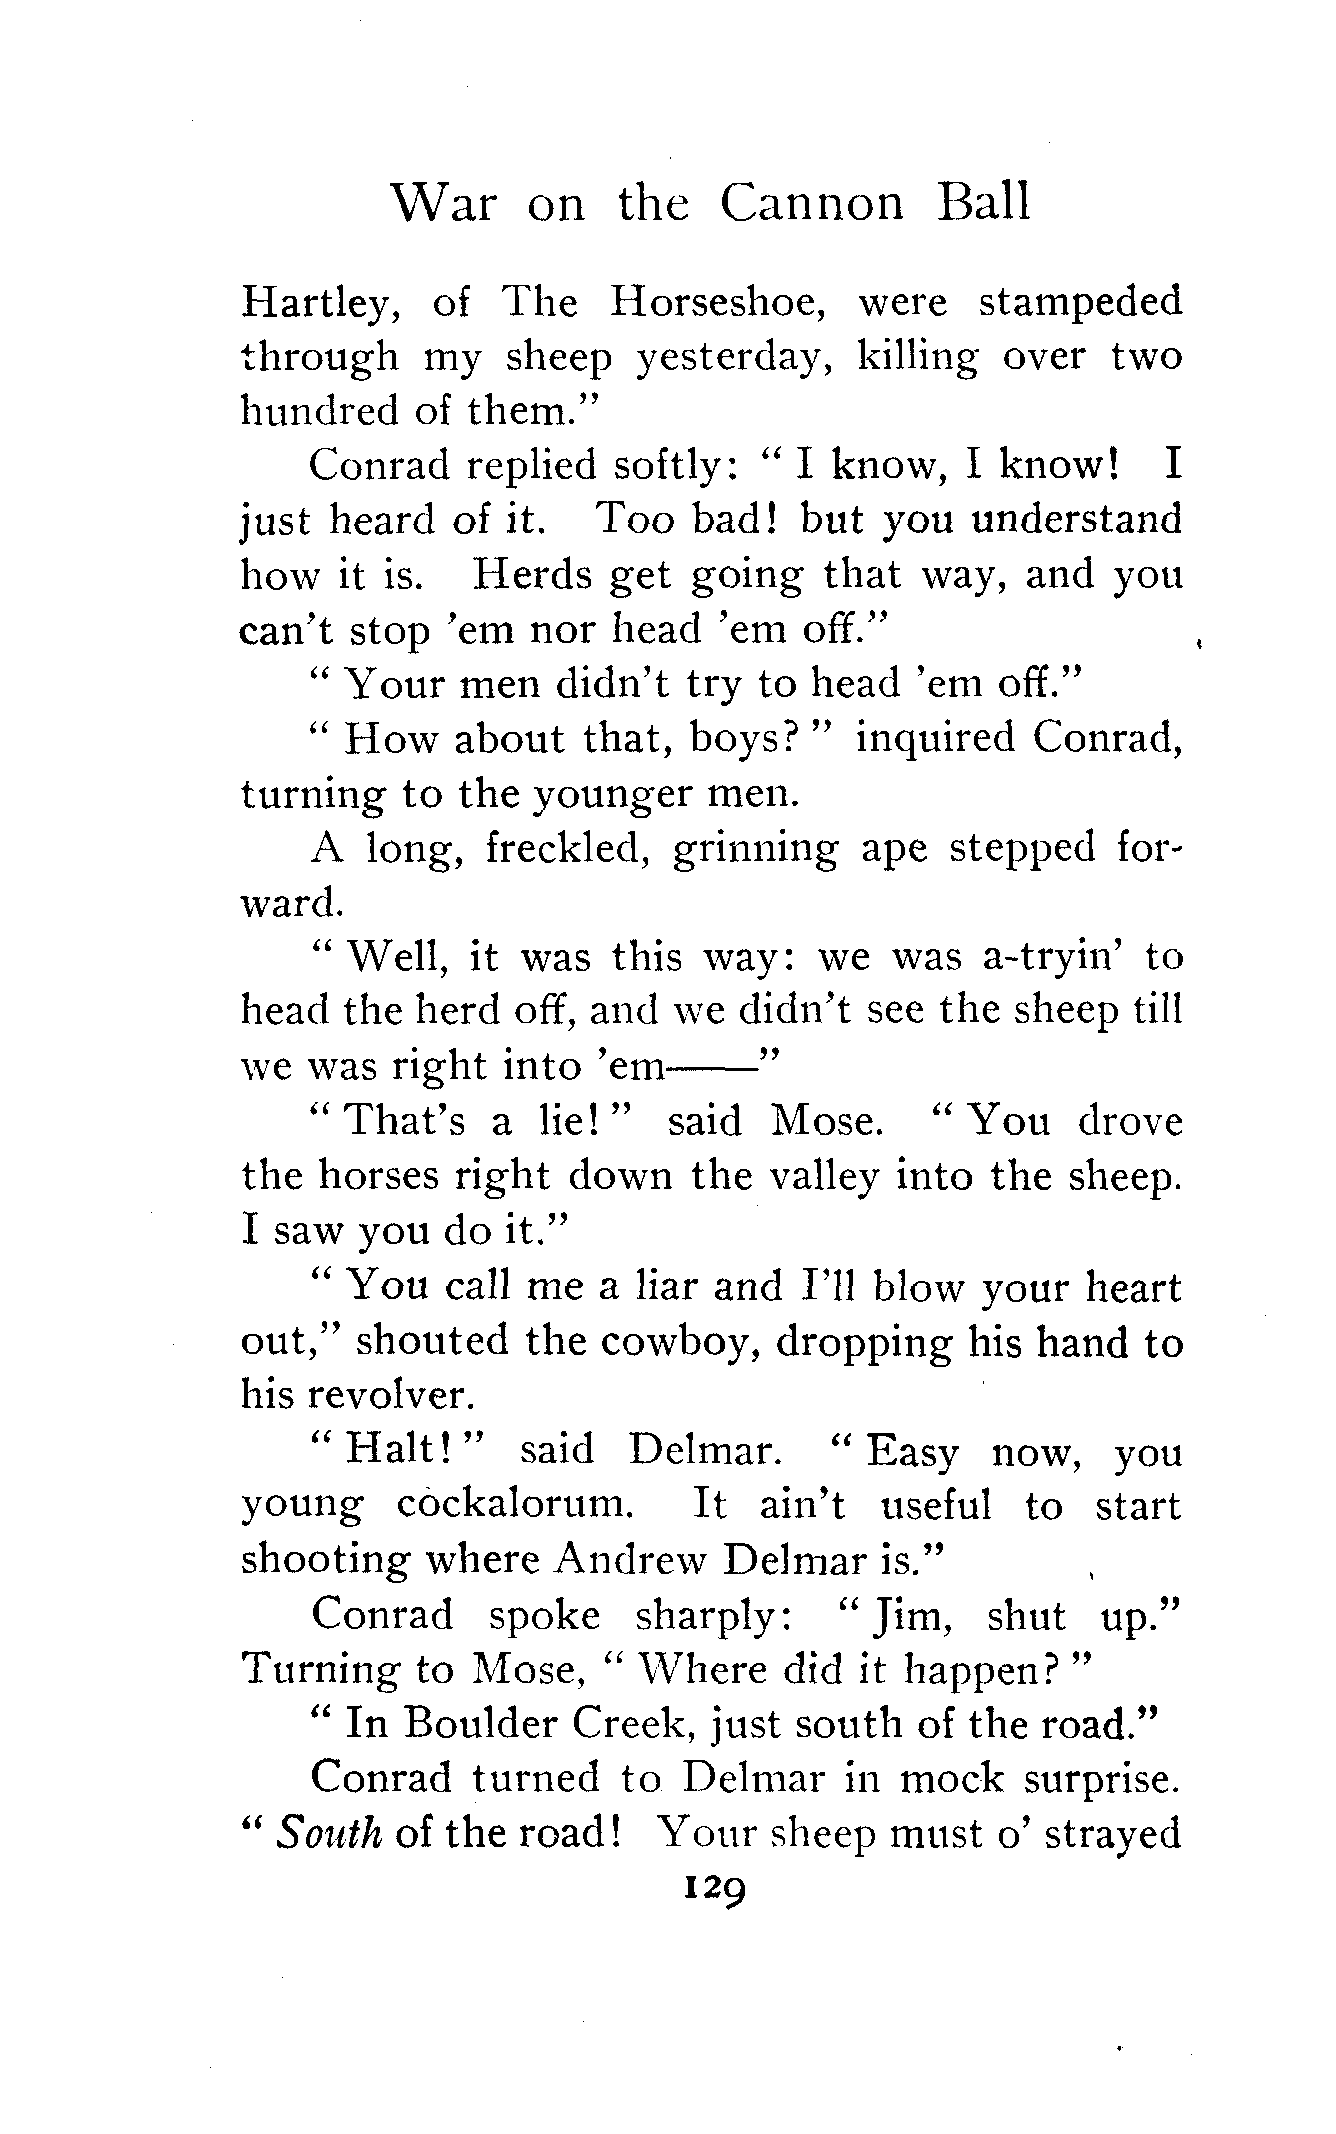 War on the Cannon Ball
Hartley, of The Horseshoe, were stampeded
through my sheep yesterday, killing over two
hundred of them."
Conrad replied softly: " I know, I know! I
just heard of it. Too bad! but you understand
how it is. Herds get going that way, and you
can't stop 'em nor head 'em off."
" Your men didn't try to head 'em off."
" How about that, boys? " inquired Conrad,
turning to the younger men.
A long, freckled, grinning ape stepped for-
ward.
" Well, it was this way: we was a-tryin' to
head the herd off, and we didn't see the sheep till
we was right into 'em——"
" That's a lie! " said Mose. " You drove
the horses right down the valley into the sheep.
I saw you do it."
" You call me a liar and I'll blow your heart
out," shouted the cowboy, dropping his hand to
his revolver.
" Halt! " said Delmar. " Easy now, you
young cockalorum. It ain't useful to start
shooting where Andrew Delmar is."
Conrad spoke sharply: " Jim, shut up."
Turning to Mose, " Where did it happen? "
" In Boulder Creek, just south of the road."
Conrad turned to Delmar in mock surprise.
" South of the road! Your sheep must o' strayed
129